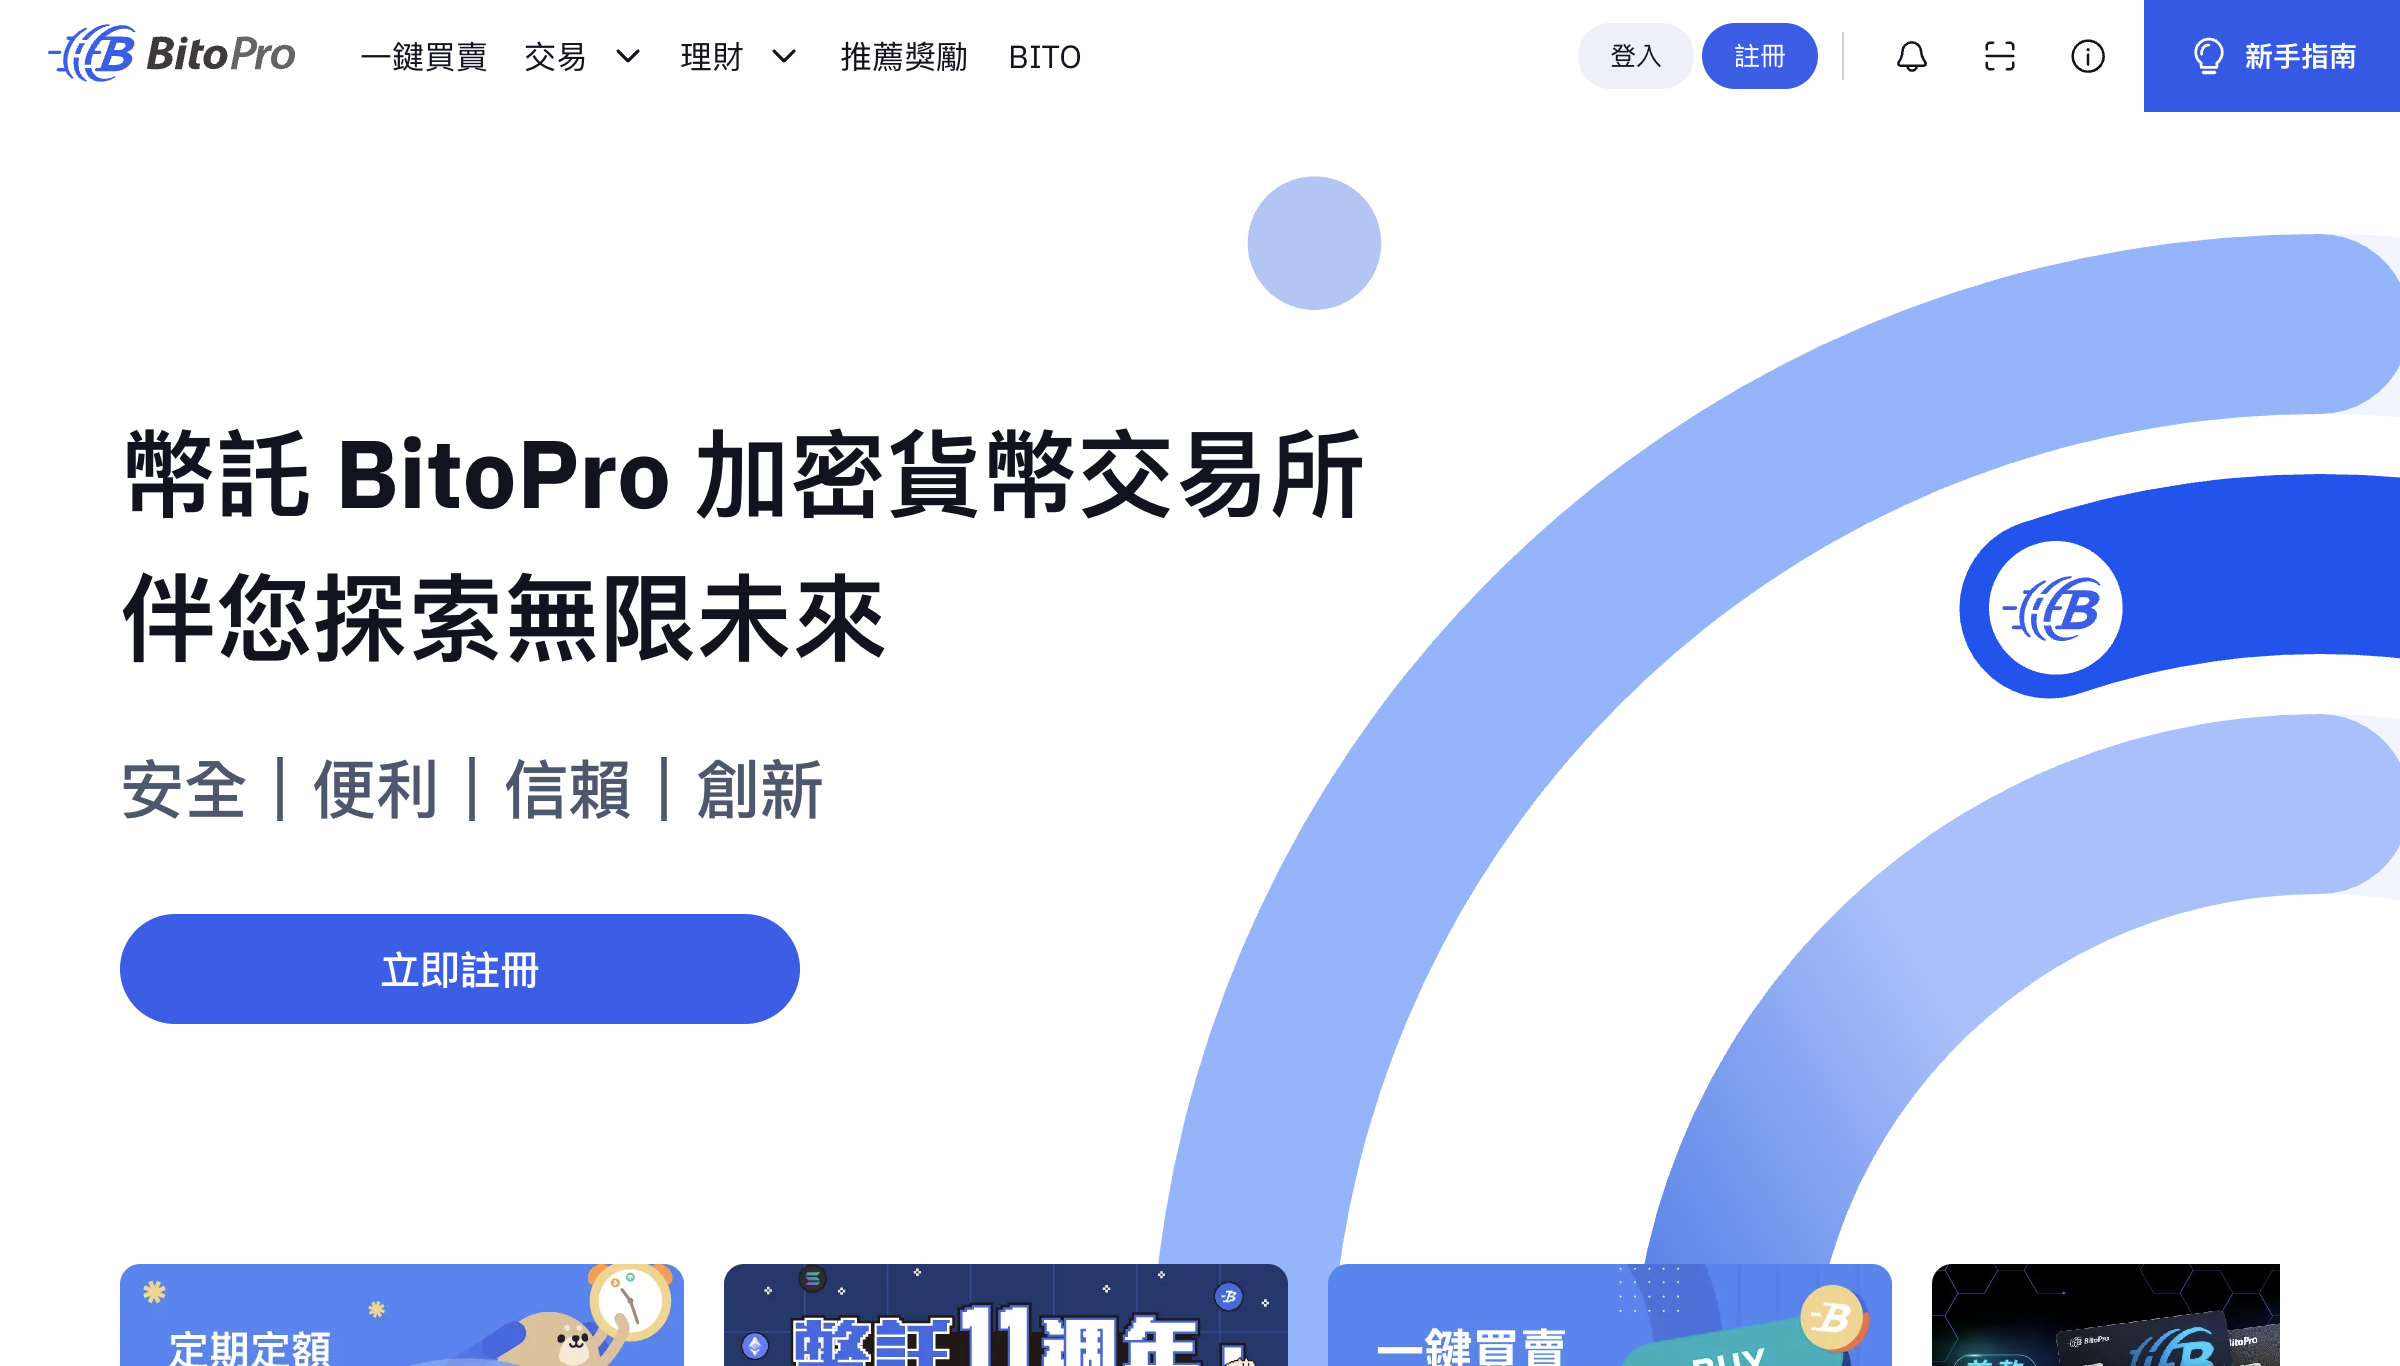 BitoPro
一鍵買賣
交易
理財
推薦獎勵
BITO
登入
註冊
新手指南
幣託 BitoPro 加密貨幣交易所
伴您探索無限未來
安全｜便利｜信賴｜創新
立即註冊
定期定額
幣託11週年
一鍵買賣
BUY
BitoPro
BitoPro